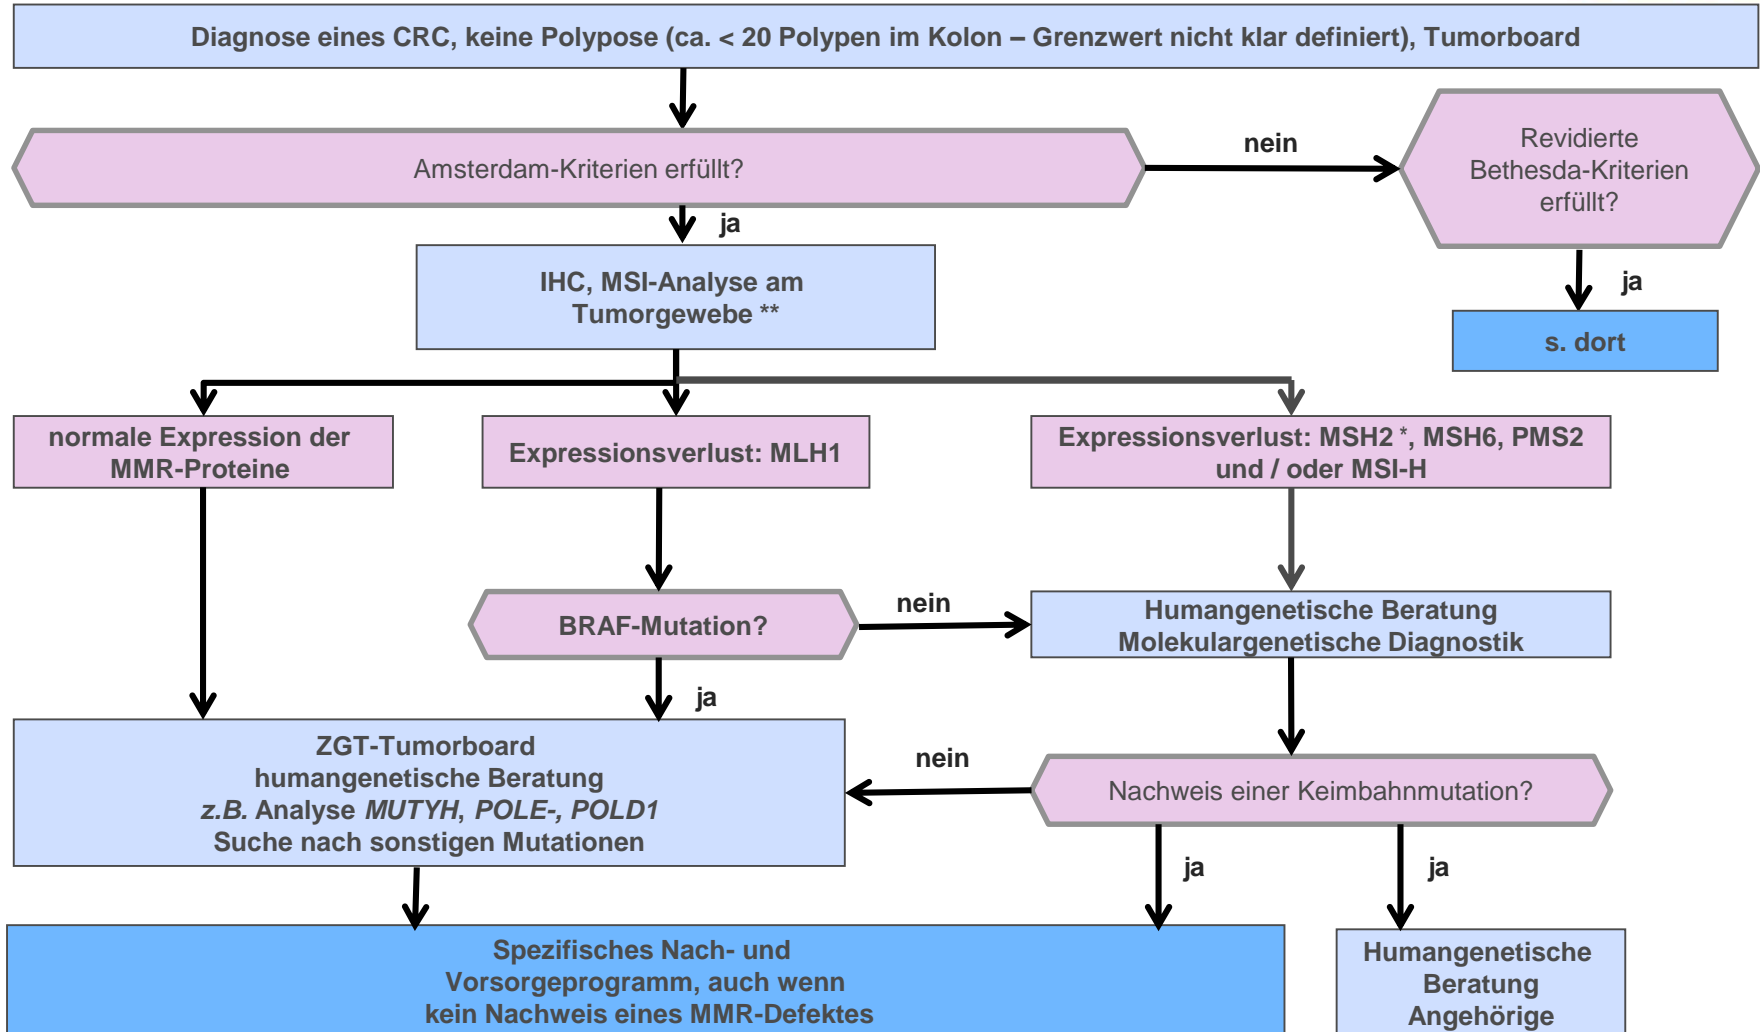 Diagnose eines CRC, keine Polypose (ca. < 20 Polypen im Kolon – Grenzwert nicht klar definiert), Tumorboard
Amsterdam-Kriterien erfüllt?
nein
Revidierte
Bethesda-Kriterien
erfüllt?
ja
IHC, MSI-Analyse am
Tumorgewebe **
ja
s. dort
normale Expression der
MMR-Proteine
Expressionsverlust: MLH1
Expressionsverlust: MSH2 *, MSH6, PMS2
und / oder MSI-H
BRAF-Mutation?
nein
Humangenetische Beratung
Molekulargenetische Diagnostik
ja
ZGT-Tumorboard
humangenetische Beratung
z.B. Analyse MUTYH, POLE-, POLD1
Suche nach sonstigen Mutationen
nein
Nachweis einer Keimbahnmutation?
ja
ja
Spezifisches Nach- und
Vorsorgeprogramm, auch wenn
kein Nachweis eines MMR-Defektes
Humangenetische
Beratung
Angehörige